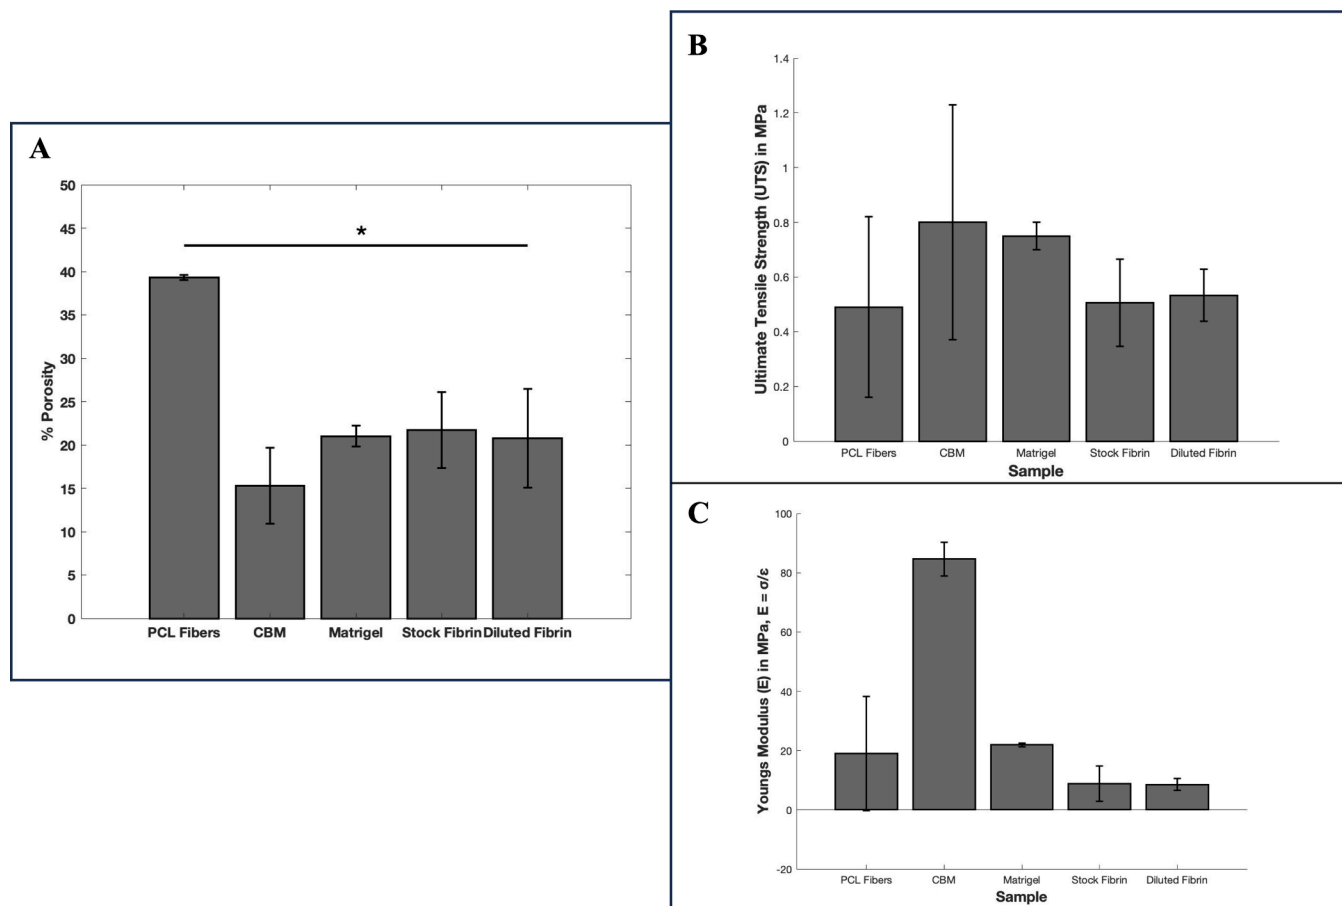 A
50
45
40
35
30
25
20
15
10
5
0
% Porosity
*
PCL Fibers CBM Matrigel Stock Fibrin Diluted Fibrin
B
1.4
1.2
1
0.8
0.6
0.4
0.2
0
Ultimate Tensile Strength (UTS) in MPa
PCL Fibers CBM Matrigel Stock Fibrin Diluted Fibrin
Sample
C
100
80
60
40
20
0
-20
Youngs Modulus (E) in MPa, E = σ/ε
PCL Fibers CBM Matrigel Stock Fibrin Diluted Fibrin
Sample